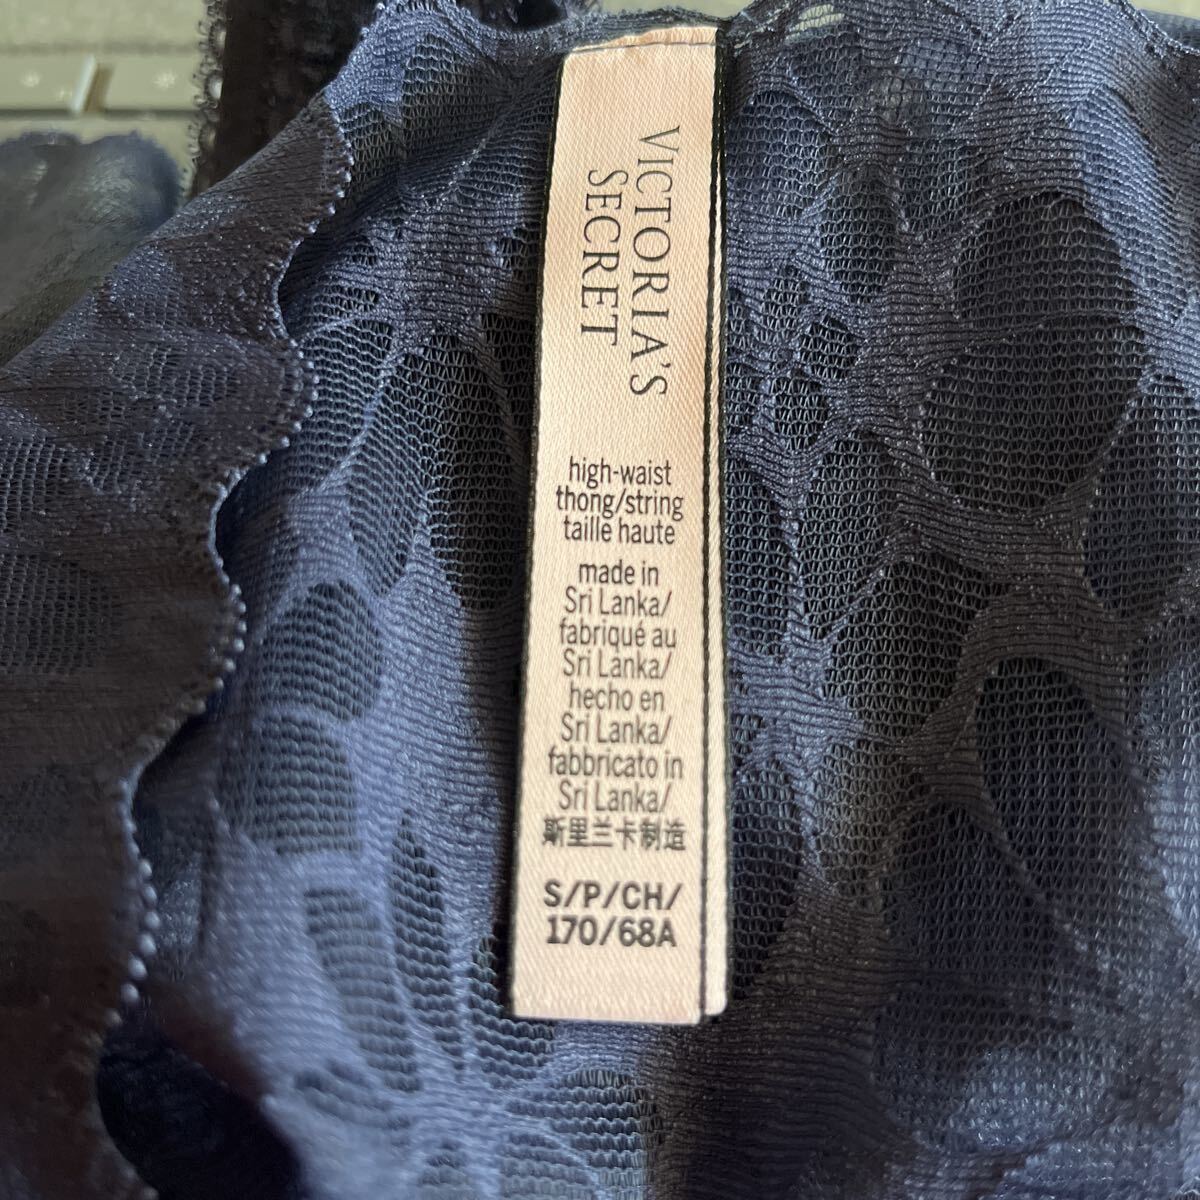 VICTORIA'S
SECRET
high-waist
thong/string
taille haute
made in
Sri Lanka/
fabriqué au
Sri Lanka/
hecho en
Sri Lanka/
fabbricato in
Sri Lanka/
斯里兰卡制造
S/P/CH/
170/68A